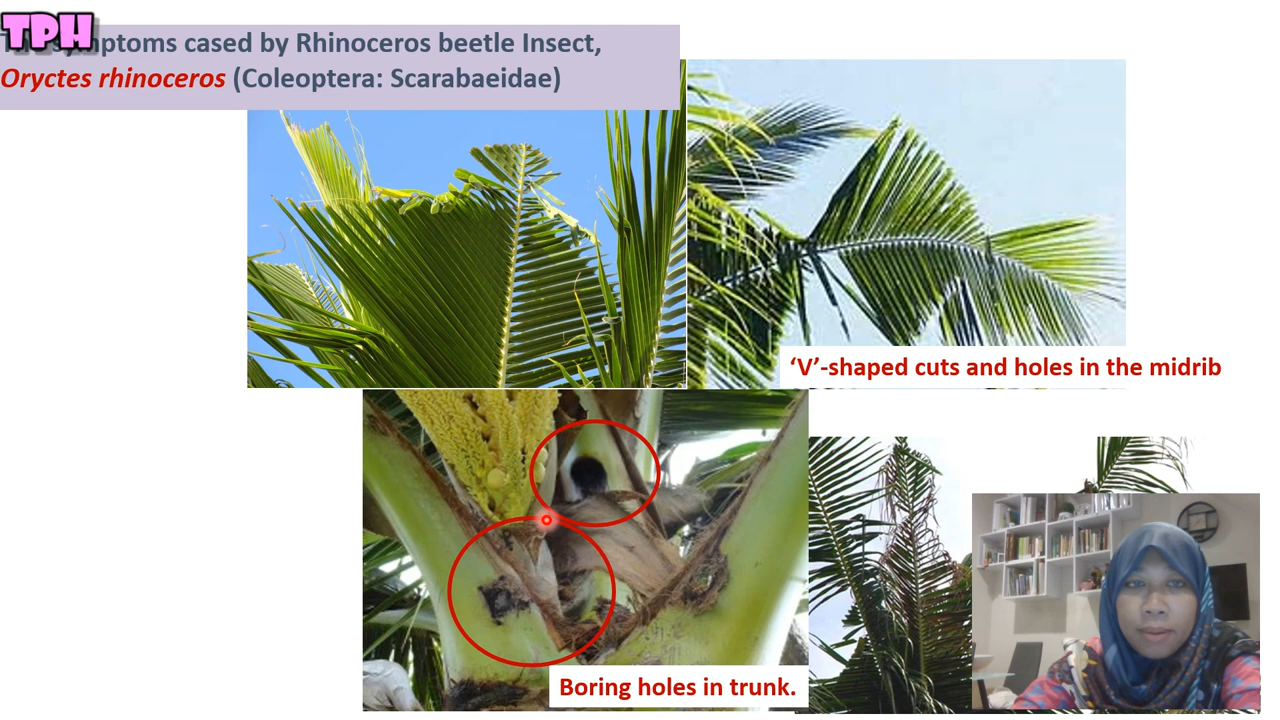 TPH
symptoms cased by Rhinoceros beetle Insect,
Oryctes rhinoceros (Coleoptera: Scarabaeidae)
‘V’-shaped cuts and holes in the midrib
Boring holes in trunk.